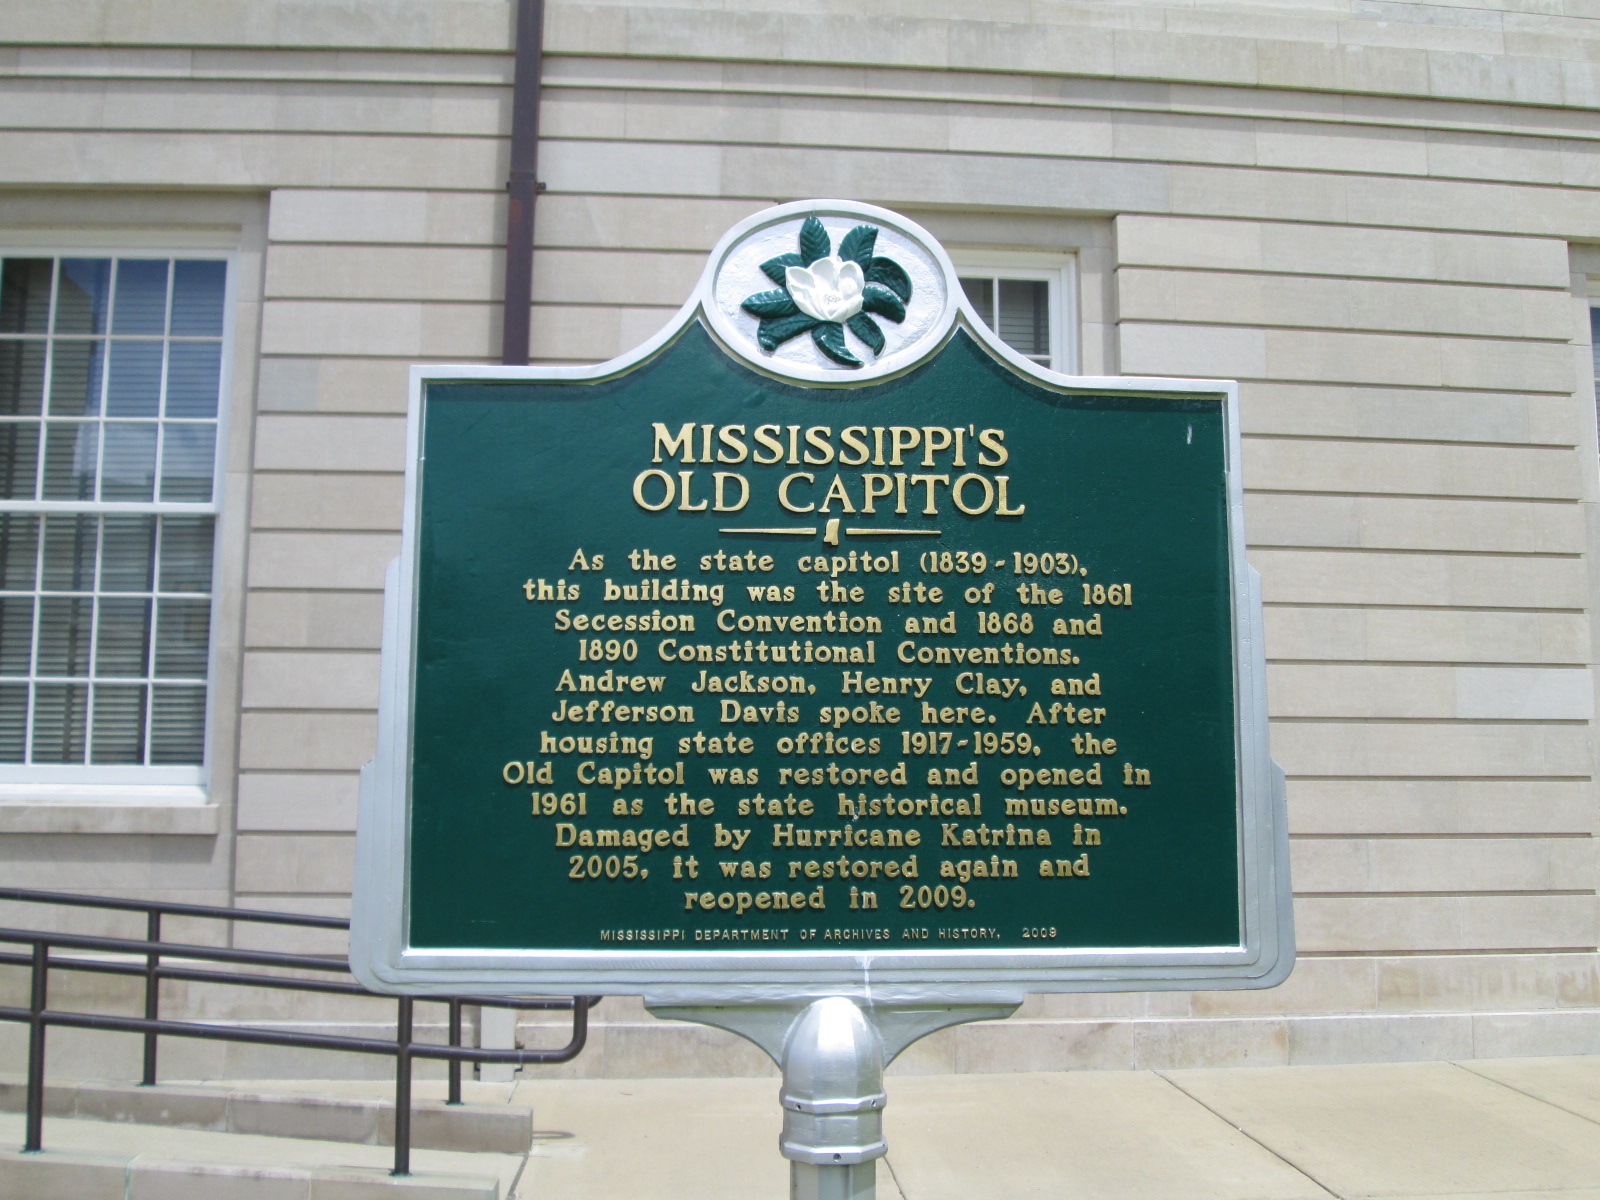 MISSISSIPPI'S
OLD CAPITOL
As the state capitol (1839-1903),
this building was the site of the 1861
Secession Convention and 1868 and
1890 Constitutional Conventions.
Andrew Jackson, Henry Clay, and
Jefferson Davis spoke here. After
housing state offices 1917-1959, the
Old Capitol was restored and opened in
1961 as the state historical museum.
Damaged by Hurricane Katrina in
2005, it was restored again and
reopened in 2009.
MISSISSIPPI DEPARTMENT OF ARCHIVES AND HISTORY, 2009